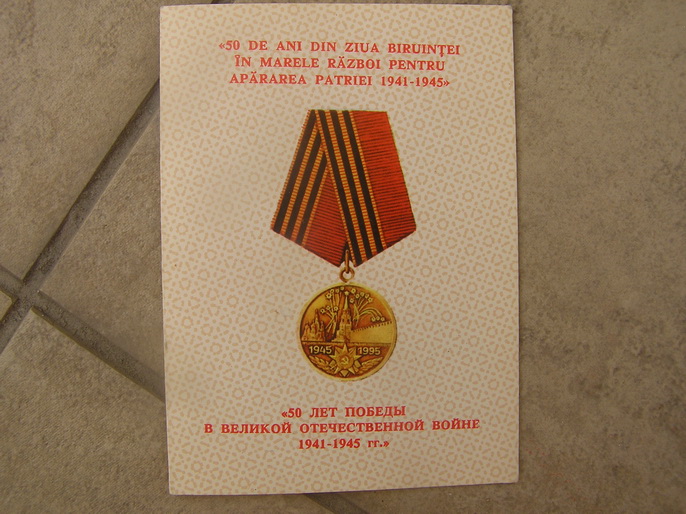 «50 DE ANI DIN ZIUA BIRUINȚEI
ÎN MARELE RĂZBOI PENTRU
APĂRAREA PATRIEI 1941-1945»
1945 1995
«50 ЛЕТ ПОБЕДЫ
В ВЕЛИКОЙ ОТЕЧЕСТВЕННОЙ ВОЙНЕ
1941-1945 гг.»